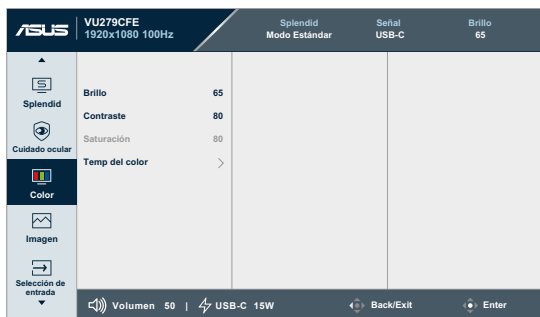 ASUS
VU279CFE
1920x1080 100Hz
Splendid
Modo Estándar
Señal
USB-C
Brillo
65
Splendid
Cuidado ocular
Color
Imagen
Selección de
entrada
Brillo 65
Contraste 80
Saturación 80
Temp del color
Volumen 50 | USB-C 15W
Back/Exit
Enter